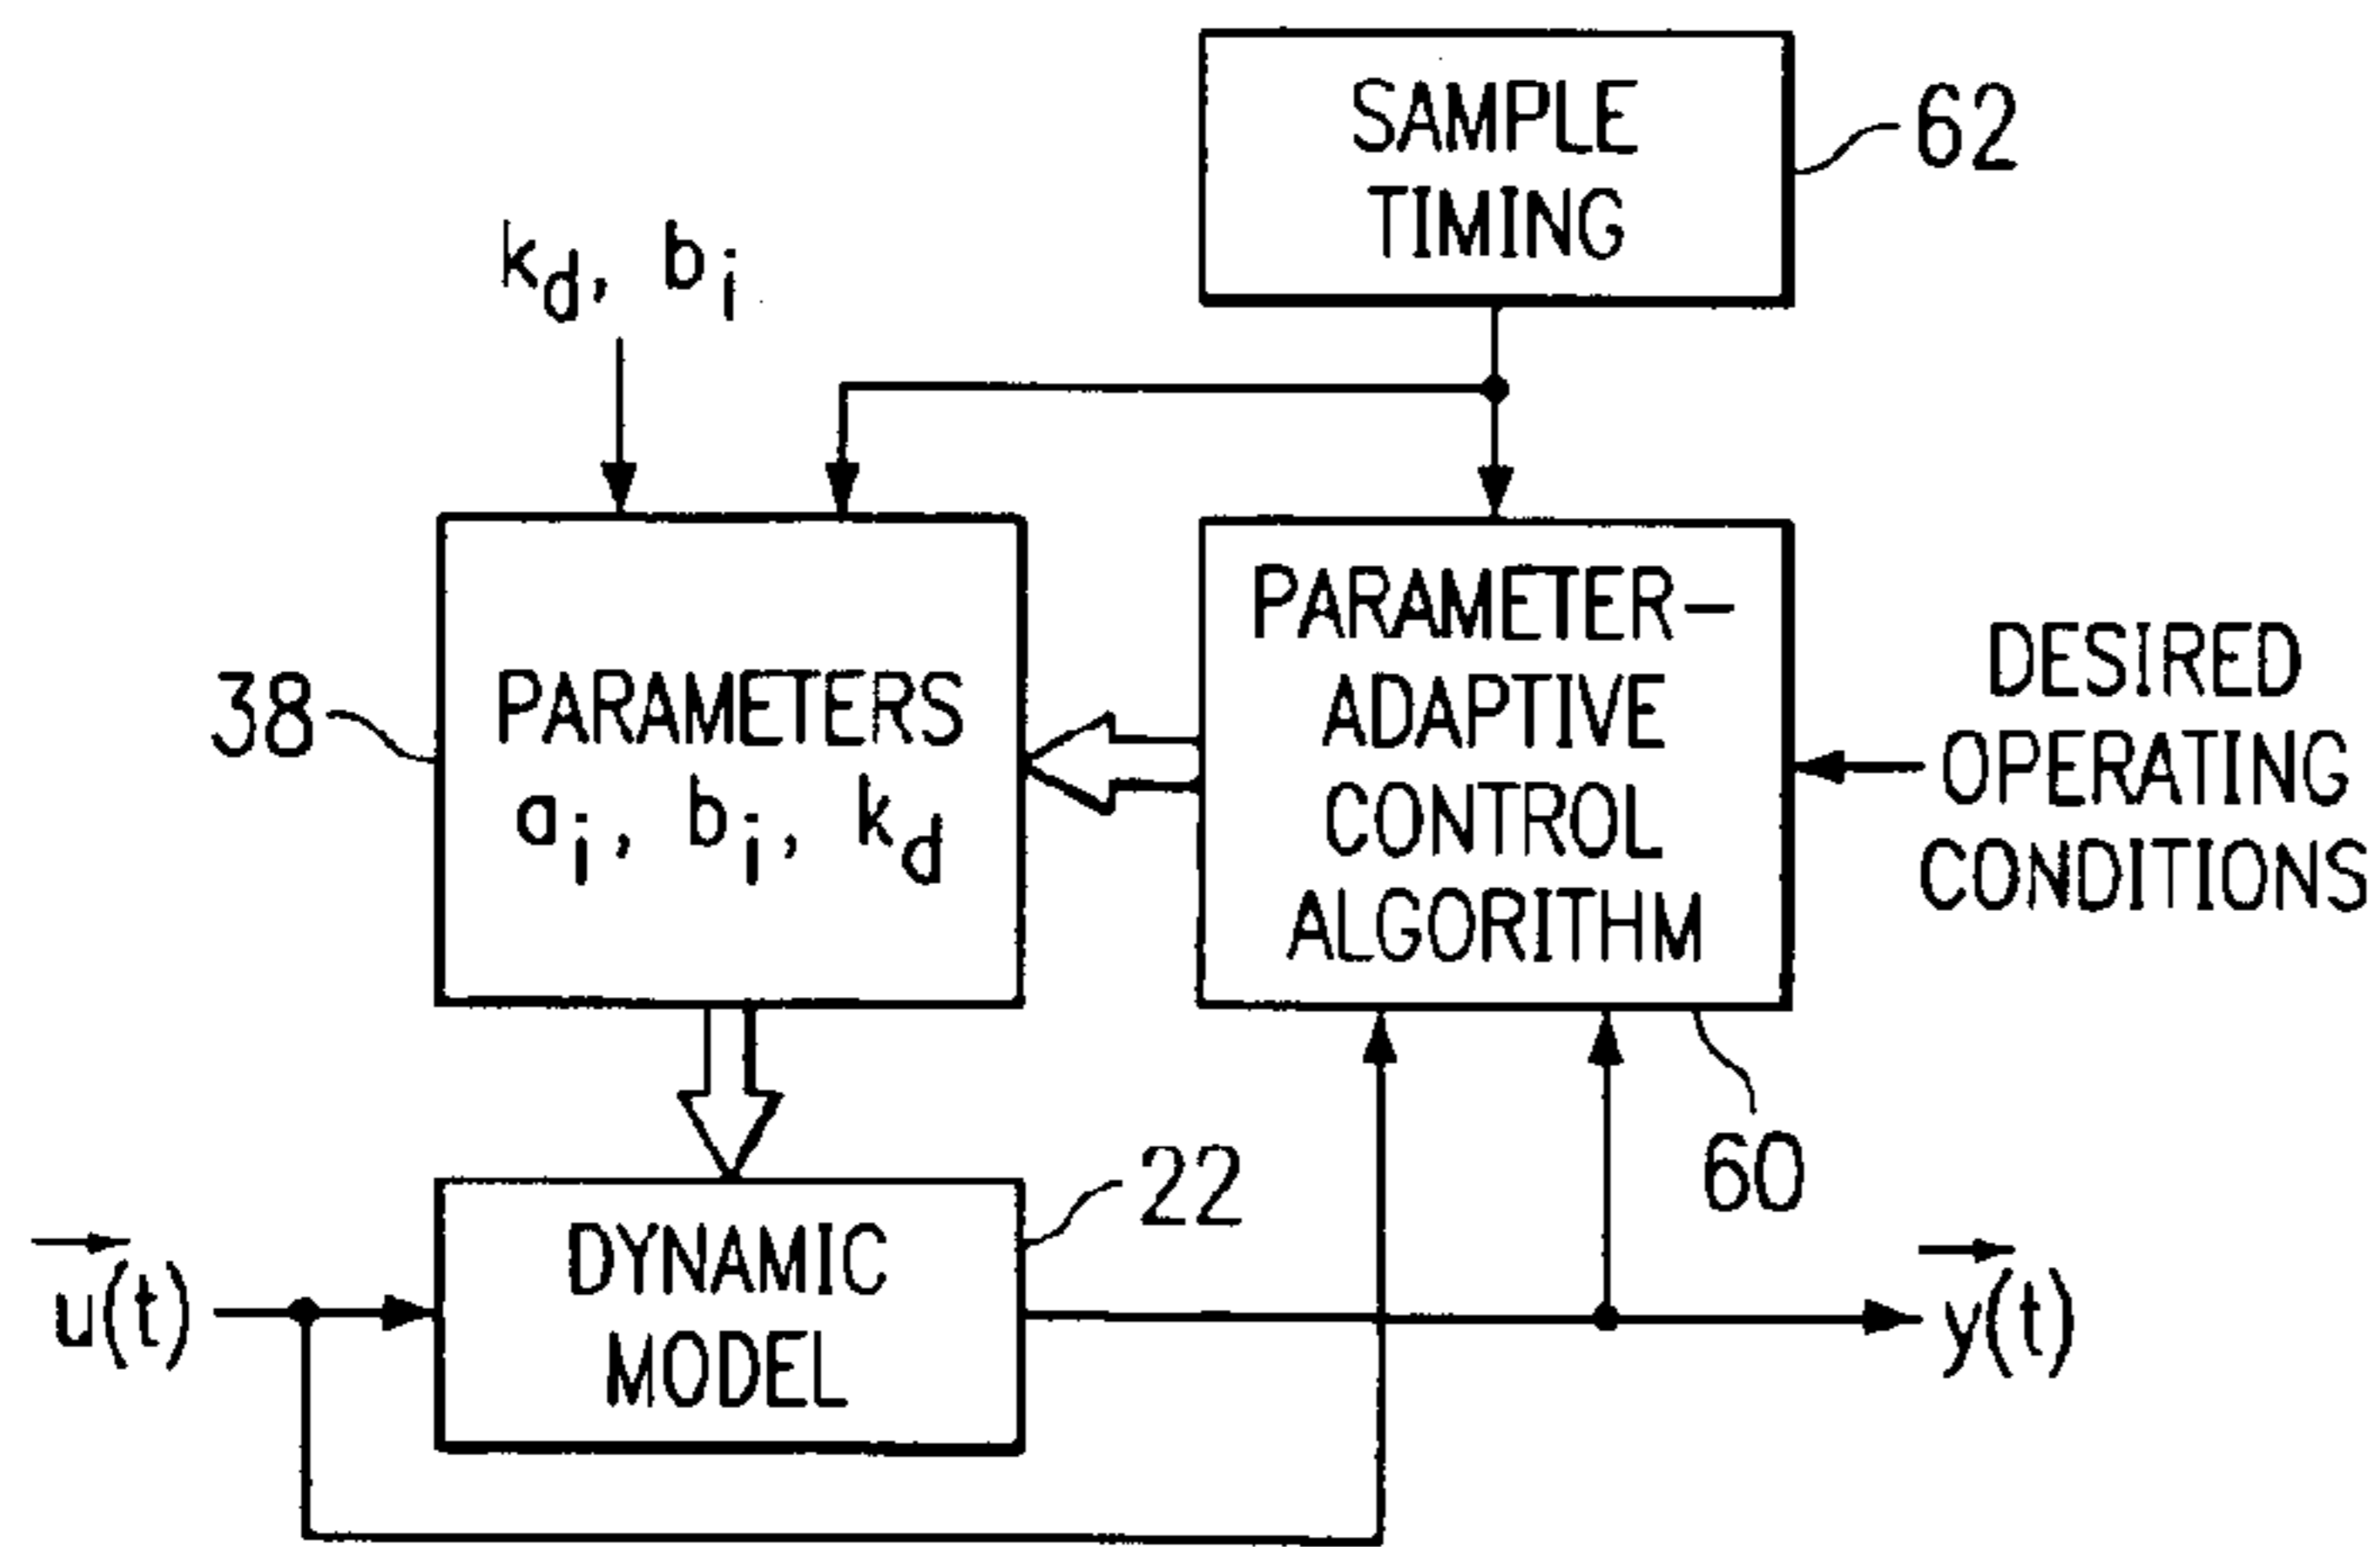 SAMPLE
TIMING
62
k_d, b_i
38
PARAMETERS
a_i, b_i, k_d
PARAMETER-
ADAPTIVE
CONTROL
ALGORITHM
DESIRED
OPERATING
CONDITIONS
60
22
u(t)
DYNAMIC
MODEL
y(t)